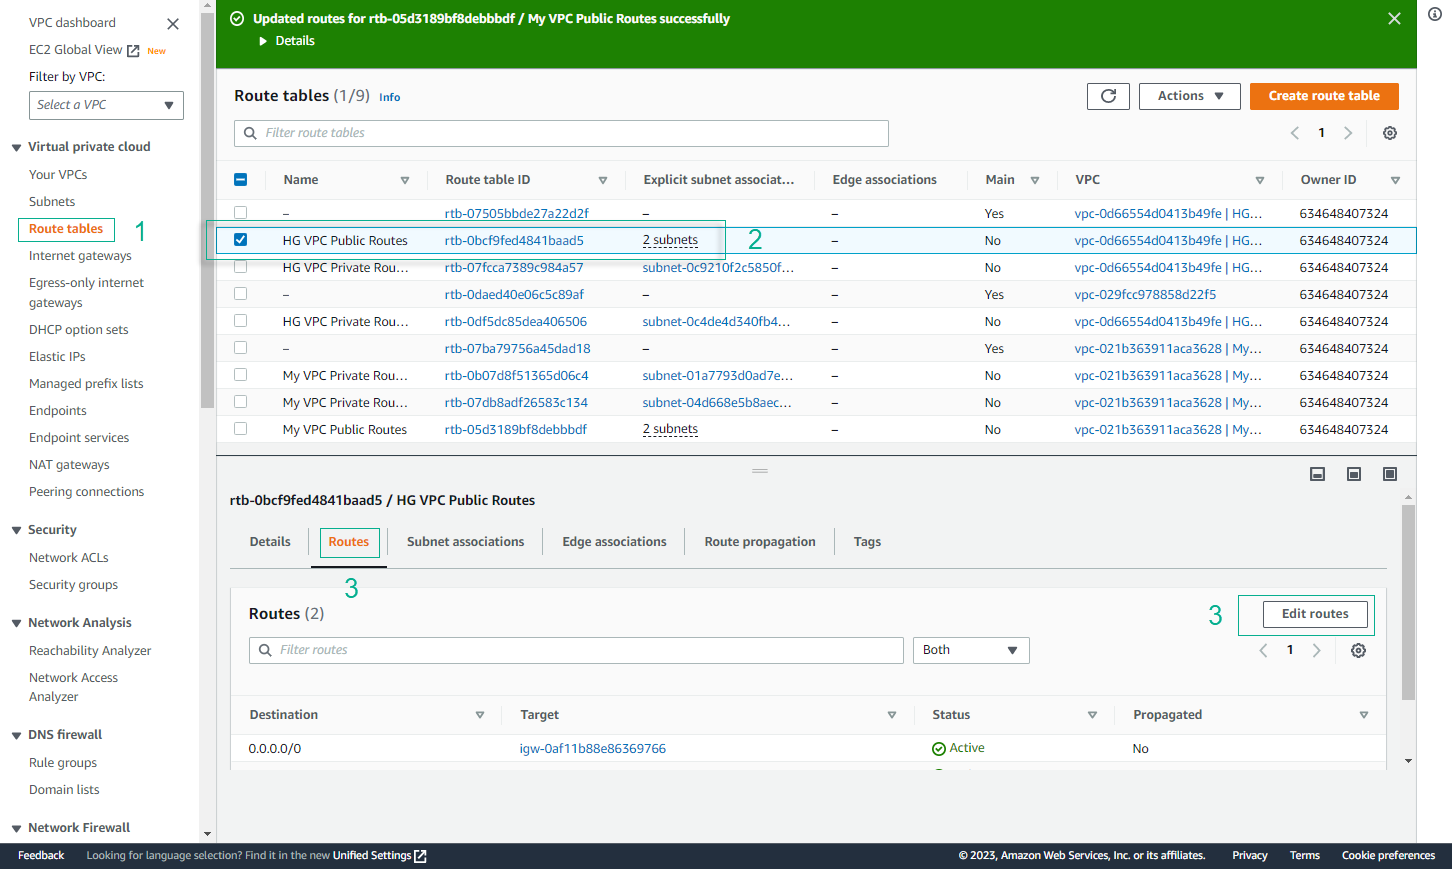 VPC dashboard
EC2 Global View New
Filter by VPC:
Select a VPC
Virtual private cloud
Your VPCs
Subnets
Route tables 1
Internet gateways
Egress-only internet
gateways
DHCP option sets
Elastic IPs
Managed prefix lists
Endpoints
Endpoint services
NAT gateways
Peering connections
Security
Network ACLs
Security groups
Network Analysis
Reachability Analyzer
Network Access
Analyzer
DNS firewall
Rule groups
Domain lists
Network Firewall
Updated routes for rtb-05d3189bf8debbbdf / My VPC Public Routes successfully
Details
Route tables (1/9) Info
Actions
Create route table
Filter route tables
1
Name Route table ID Explicit subnet associat... Edge associations Main VPC Owner ID
– rtb-07505bbde27a22d2f – – Yes vpc-0d66554d0413b49fe | HG... 634648407324
HG VPC Public Routes rtb-0bcf9fed4841baad5 2 subnets 2 – No vpc-0d66554d0413b49fe | HG... 634648407324
HG VPC Private Rou... rtb-07fcca7389c984a57 subnet-0c9210f2c5850f... – No vpc-0d66554d0413b49fe | HG... 634648407324
– rtb-0daed40e06c5c89af – – Yes vpc-029fcc978858d22f5 634648407324
HG VPC Private Rou... rtb-0df5dc85dea406506 subnet-0c4de4d340fb4... – No vpc-0d66554d0413b49fe | HG... 634648407324
– rtb-07ba79756a45dad18 – – Yes vpc-021b363911aca3628 | My... 634648407324
My VPC Private Rou... rtb-0b07d8f51365d06c4 subnet-01a7793d0ad7e... – No vpc-021b363911aca3628 | My... 634648407324
My VPC Private Rou... rtb-07db8adf26583c134 subnet-04d668e5b8aec... – No vpc-021b363911aca3628 | My... 634648407324
My VPC Public Routes rtb-05d3189bf8debbbdf 2 subnets – No vpc-021b363911aca3628 | My... 634648407324
rtb-0bcf9fed4841baad5 / HG VPC Public Routes
Details Routes Subnet associations Edge associations Route propagation Tags
3
Routes (2)
3 Edit routes
Filter routes
Both
1
Destination Target Status Propagated
0.0.0.0/0 igw-0af11b88e86369766 Active No
Feedback Looking for language selection? Find it in the new Unified Settings © 2023, Amazon Web Services, Inc. or its affiliates. Privacy Terms Cookie preferences